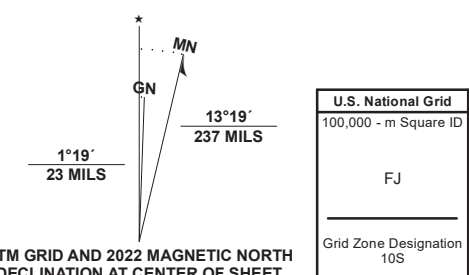 ★
MN
GN
13°19´
237 MILS
1°19´
23 MILS
TM GRID AND 2022 MAGNETIC NORTH
DECLINATION AT CENTER OF SHEET
U.S. National Grid
100,000 - m Square ID
FJ
Grid Zone Designation
10S